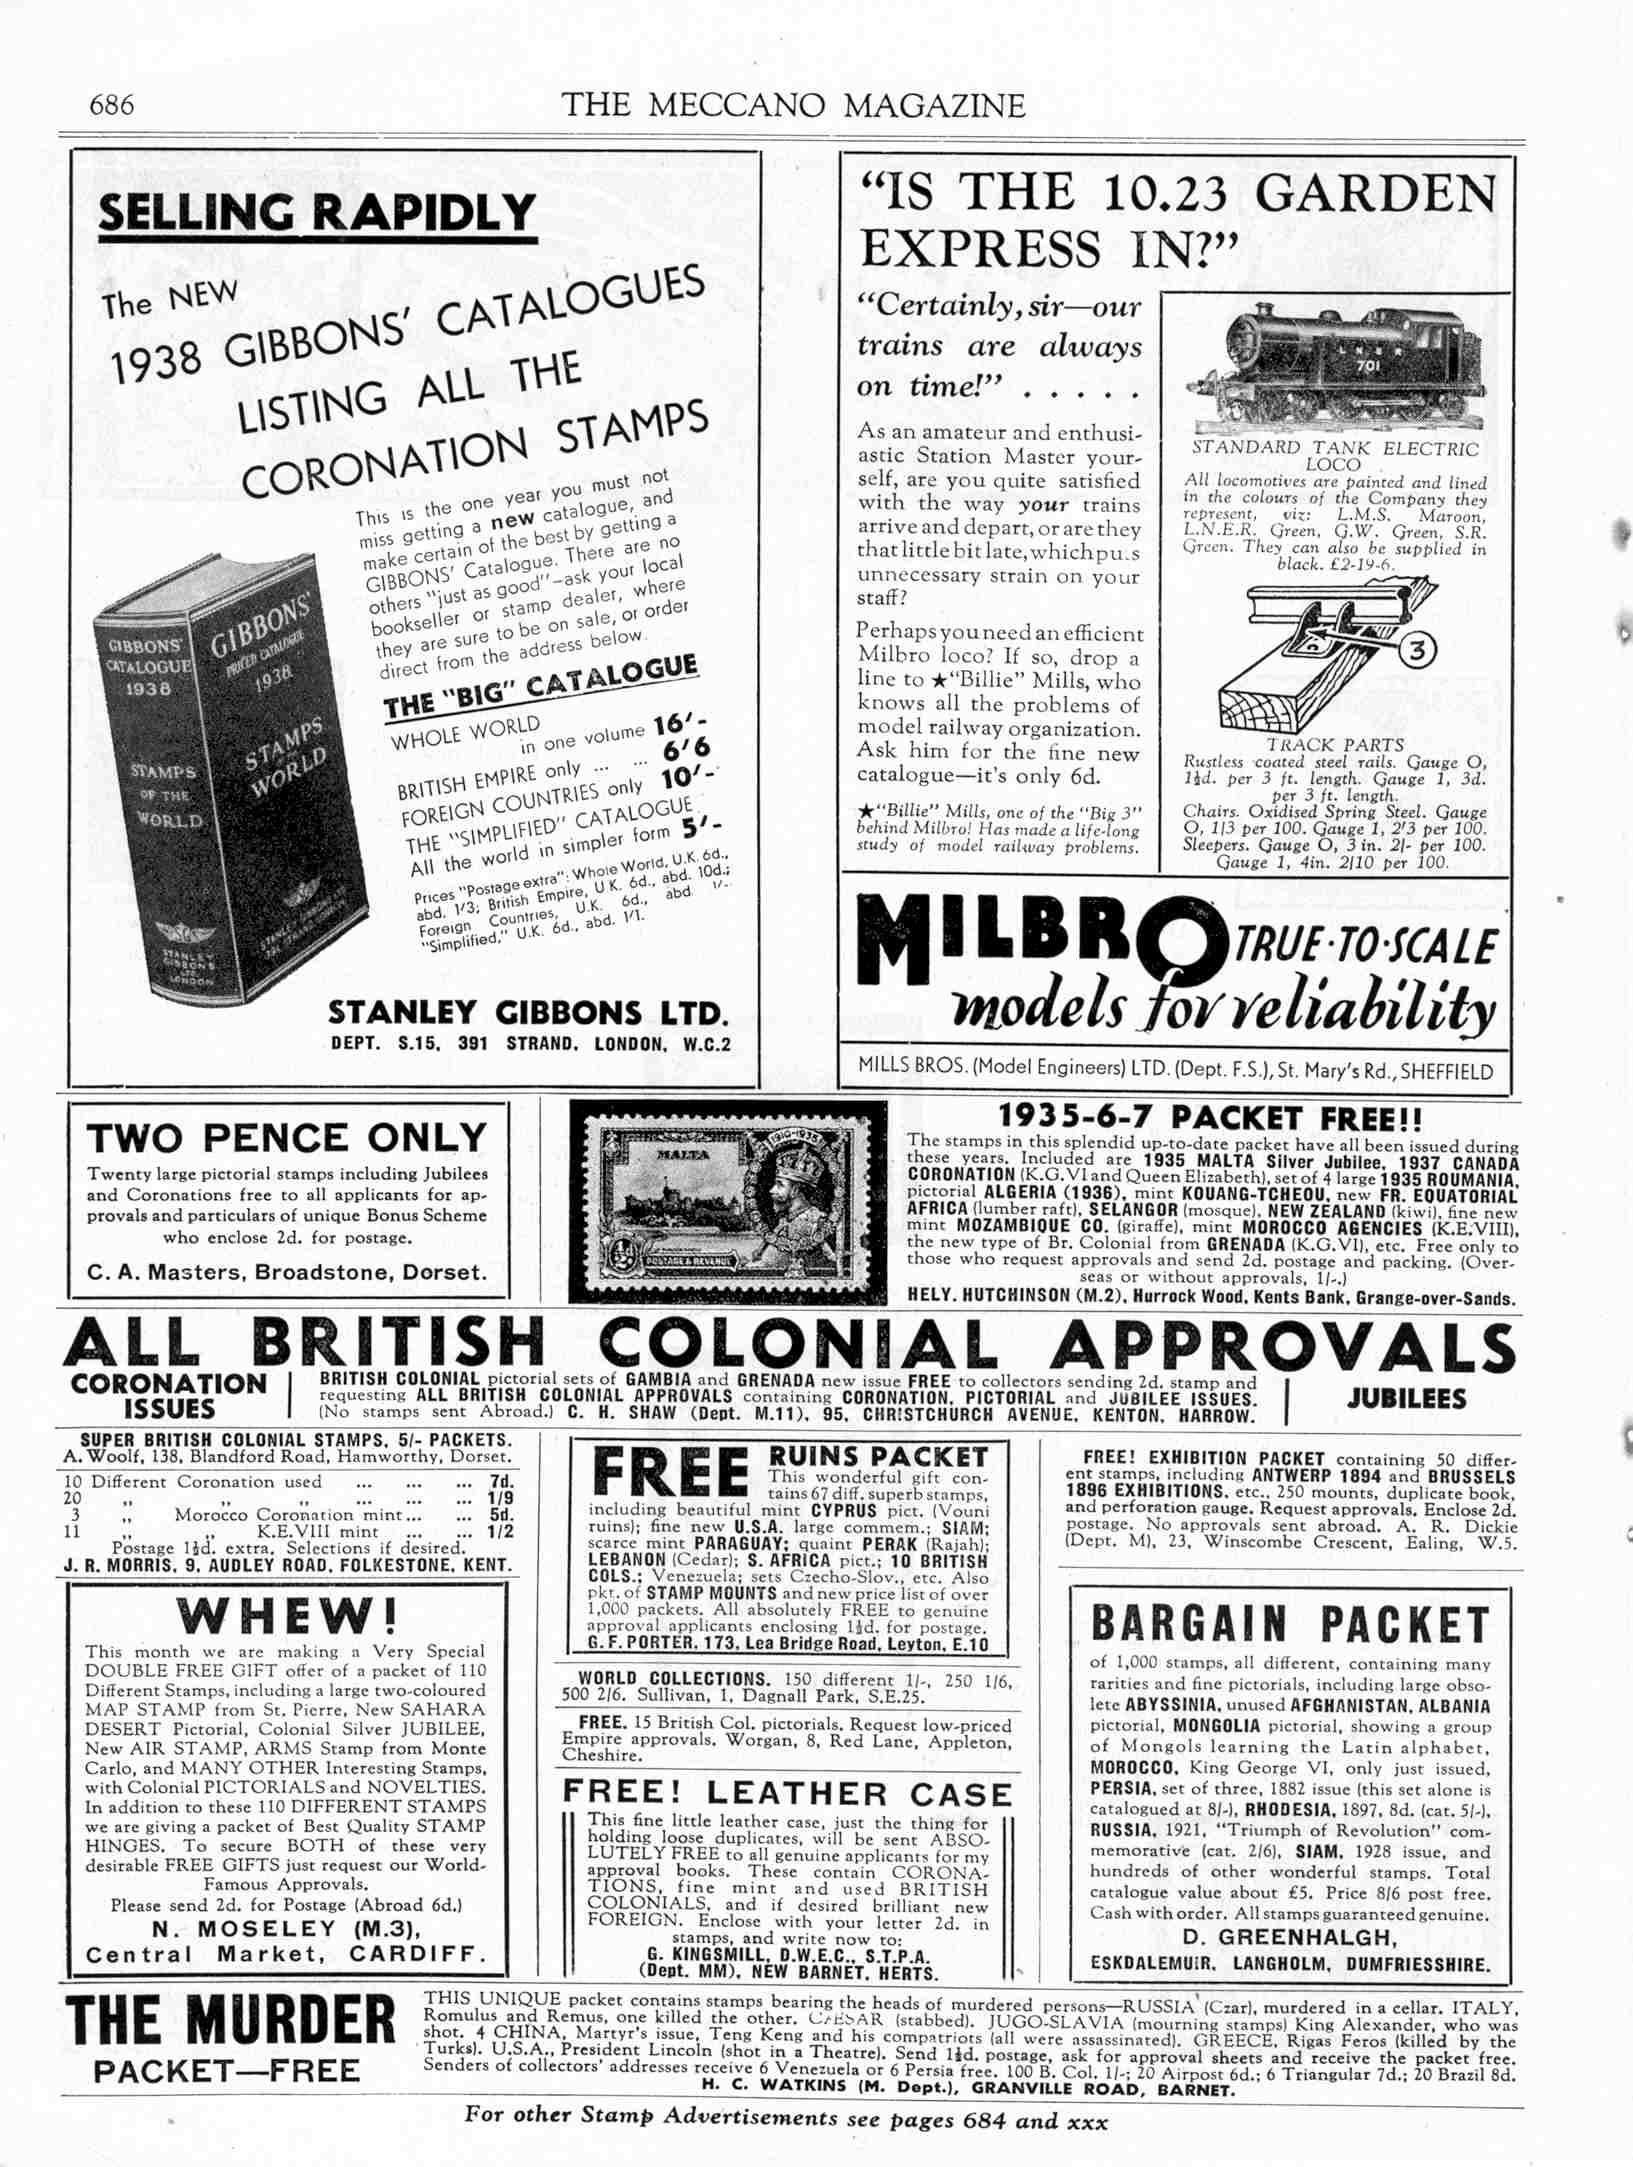 686
THE MECCANO MAGAZINE
SELLING RAPIDLY
The NEW
1938 GIBBONS' CATALOGUES
LISTING ALL THE
CORONATION STAMPS
This is the one year you must not
miss getting a new catalogue, and
make certain of the best by getting a
GIBBONS' Catalogue. There are no
others "just as good"-ask your local
bookseller or stamp dealer, where
they are sure to be on sale, or order
direct from the address below.
GIBBONS'
CATALOGUE
1938
STAMPS
OF THE
WORLD
STANLEY
GIBBONS
LTD
LONDON
GIBBONS'
PRICED CATALOGUE
1938
STAMPS
WORLD
THE "BIG" CATALOGUE
WHOLE WORLD
in one volume 16'-
BRITISH EMPIRE only ... ... 6'6
FOREIGN COUNTRIES only 10'-
THE "SIMPLIFIED" CATALOGUE
All the world in simpler form 5'-
Prices "Postage extra": Whole World, U.K. 6d.,
abd. 1'3; British Empire, U.K. 6d., abd. 10d.;
Foreign Countries, U.K. 6d., abd. 1'-.
"Simplified," U.K. 6d., abd. 1'1.
STANLEY GIBBONS LTD.
DEPT. S.15, 391 STRAND, LONDON, W.C.2
"IS THE 10.23 GARDEN
EXPRESS IN?"
"Certainly, sir—our
trains are always
on time!" . . . . .
As an amateur and enthusi-
astic Station Master your-
self, are you quite satisfied
with the way your trains
arrive and depart, or are they
that little bit late, which puts
unnecessary strain on your
staff?
Perhaps you need an efficient
Milbro loco? If so, drop a
line to ★"Billie" Mills, who
knows all the problems of
model railway organization.
Ask him for the fine new
catalogue—it's only 6d.
★"Billie" Mills, one of the "Big 3"
behind Milbro! Has made a life-long
study of model railway problems.
L N E R
701
STANDARD TANK ELECTRIC
LOCO
All locomotives are painted and lined
in the colours of the Company they
represent, viz: L.M.S. Maroon,
L.N.E.R. Green, G.W. Green, S.R.
Green. They can also be supplied in
black. £2-19-6.
3
TRACK PARTS
Rustless coated steel rails. Gauge O,
1½d. per 3 ft. length. Gauge 1, 3d.
per 3 ft. length.
Chairs. Oxidised Spring Steel. Gauge
O, 1/3 per 100. Gauge 1, 2'3 per 100.
Sleepers. Gauge O, 3 in. 2/- per 100.
Gauge 1, 4in. 2/10 per 100.
MILBRO TRUE·TO·SCALE
models for reliability
MILLS BROS. (Model Engineers) LTD. (Dept. F.S.), St. Mary's Rd., SHEFFIELD
TWO PENCE ONLY
Twenty large pictorial stamps including Jubilees
and Coronations free to all applicants for ap-
provals and particulars of unique Bonus Scheme
who enclose 2d. for postage.
C. A. Masters, Broadstone, Dorset.
MALTA
1910-1935
½d
POSTAGE & REVENUE
1935-6-7 PACKET FREE!!
The stamps in this splendid up-to-date packet have all been issued during
these years. Included are 1935 MALTA Silver Jubilee, 1937 CANADA
CORONATION (K.G.VI and Queen Elizabeth), set of 4 large 1935 ROUMANIA,
pictorial ALGERIA (1936), mint KOUANG-TCHEOU, new FR. EQUATORIAL
AFRICA (lumber raft), SELANGOR (mosque), NEW ZEALAND (kiwi), fine new
mint MOZAMBIQUE CO. (giraffe), mint MOROCCO AGENCIES (K.E.VIII),
the new type of Br. Colonial from GRENADA (K.G.VI), etc. Free only to
those who request approvals and send 2d. postage and packing. (Over-
seas or without approvals, 1/-.)
HELY. HUTCHINSON (M.2), Hurrock Wood, Kents Bank, Grange-over-Sands.
ALL BRITISH COLONIAL APPROVALS
CORONATION
ISSUES
BRITISH COLONIAL pictorial sets of GAMBIA and GRENADA new issue FREE to collectors sending 2d. stamp and
requesting ALL BRITISH COLONIAL APPROVALS containing CORONATION, PICTORIAL and JUBILEE ISSUES.
(No stamps sent Abroad.) C. H. SHAW (Dept. M.11), 95, CHRISTCHURCH AVENUE, KENTON, HARROW.
JUBILEES
SUPER BRITISH COLONIAL STAMPS, 5/- PACKETS.
A. Woolf, 138, Blandford Road, Hamworthy, Dorset.
10 Different Coronation used ... ... ... 7d.
20 ,, ,, ,, ... ... ... 1/9
3 ,, Morocco Coronation mint ... ... 5d.
11 ,, ,, K.E.VIII mint ... ... 1/2
Postage 1½d. extra. Selections if desired.
J. R. MORRIS, 9, AUDLEY ROAD, FOLKESTONE, KENT.
WHEW!
This month we are making a Very Special
DOUBLE FREE GIFT offer of a packet of 110
Different Stamps, including a large two-coloured
MAP STAMP from St. Pierre, New SAHARA
DESERT Pictorial, Colonial Silver JUBILEE,
New AIR STAMP, ARMS Stamp from Monte
Carlo, and MANY OTHER Interesting Stamps,
with Colonial PICTORIALS and NOVELTIES.
In addition to these 110 DIFFERENT STAMPS
we are giving a packet of Best Quality STAMP
HINGES. To secure BOTH of these very
desirable FREE GIFTS just request our World-
Famous Approvals.
Please send 2d. for Postage (Abroad 6d.)
N. MOSELEY (M.3),
Central Market, CARDIFF.
FREE RUINS PACKET
This wonderful gift con-
tains 67 diff. superb stamps,
including beautiful mint CYPRUS pict. (Vouni
ruins); fine new U.S.A. large commem.; SIAM;
scarce mint PARAGUAY; quaint PERAK (Rajah);
LEBANON (Cedar); S. AFRICA pict.; 10 BRITISH
COLS.; Venezuela; sets Czecho-Slov., etc. Also
pkt. of STAMP MOUNTS and new price list of over
1,000 packets. All absolutely FREE to genuine
approval applicants enclosing 1½d. for postage.
G. F. PORTER, 173, Lea Bridge Road, Leyton, E.10
WORLD COLLECTIONS. 150 different 1/-, 250 1/6,
500 2/6. Sullivan, 1, Dagnall Park, S.E.25.
FREE. 15 British Col. pictorials. Request low-priced
Empire approvals. Worgan, 8, Red Lane, Appleton,
Cheshire.
FREE! LEATHER CASE
This fine little leather case, just the thing for
holding loose duplicates, will be sent ABSO-
LUTELY FREE to all genuine applicants for my
approval books. These contain CORONA-
TIONS, fine mint and used BRITISH
COLONIALS, and if desired brilliant new
FOREIGN. Enclose with your letter 2d. in
stamps, and write now to:
G. KINGSMILL, D.W.E.C., S.T.P.A.
(Dept. MM), NEW BARNET, HERTS.
FREE! EXHIBITION PACKET containing 50 differ-
ent stamps, including ANTWERP 1894 and BRUSSELS
1896 EXHIBITIONS, etc., 250 mounts, duplicate book,
and perforation gauge. Request approvals. Enclose 2d.
postage. No approvals sent abroad. A. R. Dickie
(Dept. M), 23, Winscombe Crescent, Ealing, W.5.
BARGAIN PACKET
of 1,000 stamps, all different, containing many
rarities and fine pictorials, including large obso-
lete ABYSSINIA, unused AFGHANISTAN, ALBANIA
pictorial, MONGOLIA pictorial, showing a group
of Mongols learning the Latin alphabet,
MOROCCO, King George VI, only just issued,
PERSIA, set of three, 1882 issue (this set alone is
catalogued at 8/-), RHODESIA, 1897, 8d. (cat. 5/-),
RUSSIA, 1921, "Triumph of Revolution" com-
memorative (cat. 2/6), SIAM, 1928 issue, and
hundreds of other wonderful stamps. Total
catalogue value about £5. Price 8/6 post free.
Cash with order. All stamps guaranteed genuine.
D. GREENHALGH,
ESKDALEMUIR, LANGHOLM, DUMFRIESSHIRE.
THE MURDER
PACKET—FREE
THIS UNIQUE packet contains stamps bearing the heads of murdered persons—RUSSIA (Czar), murdered in a cellar. ITALY,
Romulus and Remus, one killed the other. CAESAR (stabbed). JUGO-SLAVIA (mourning stamps) King Alexander, who was
shot. 4 CHINA, Martyr's issue, Teng Keng and his compatriots (all were assassinated). GREECE, Rigas Feros (killed by the
Turks). U.S.A., President Lincoln (shot in a Theatre). Send 1½d. postage, ask for approval sheets and receive the packet free.
Senders of collectors' addresses receive 6 Venezuela or 6 Persia free. 100 B. Col. 1/-; 20 Airpost 6d.; 6 Triangular 7d.; 20 Brazil 8d.
H. C. WATKINS (M. Dept.), GRANVILLE ROAD, BARNET.
For other Stamp Advertisements see pages 684 and xxx